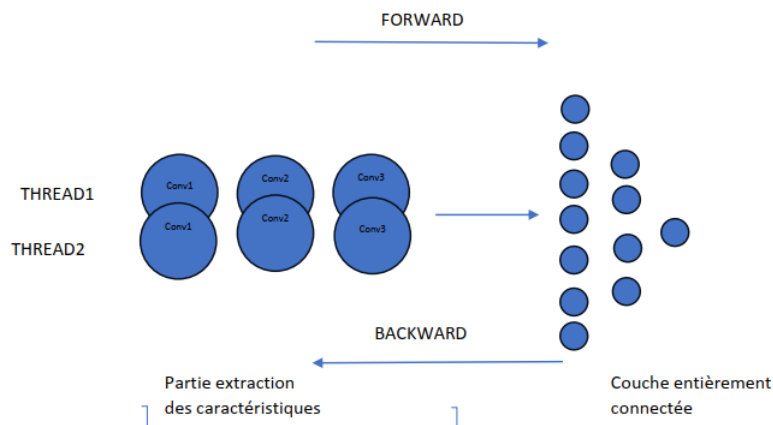 FORWARD
THREAD1
Conv1
Conv2
Conv3
THREAD2
Conv1
Conv2
Conv3
BACKWARD
Partie extraction
des caractéristiques
Couche entièrement
connectée